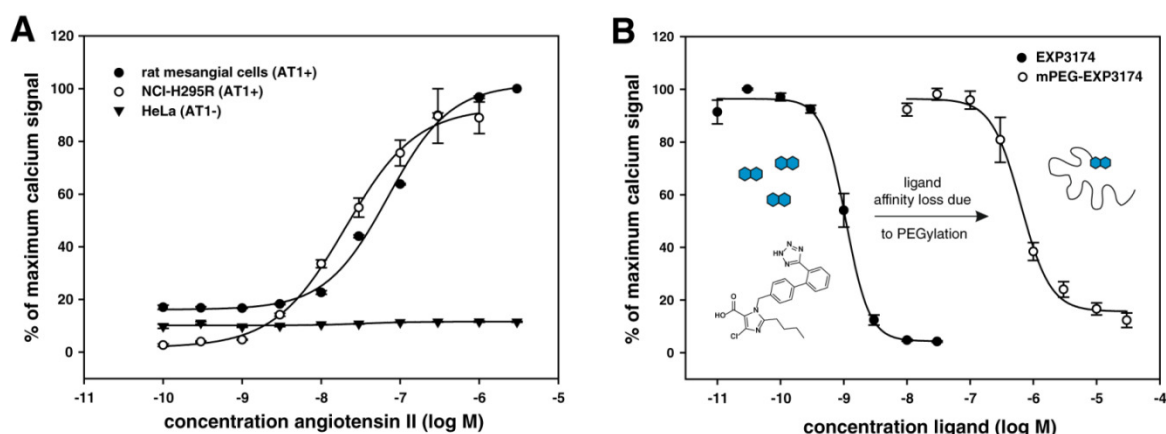 A
% of maximum calcium signal
120
100
80
60
40
20
0
rat mesangial cells (AT1+)
NCI-H295R (AT1+)
HeLa (AT1-)
-11
-10
-9
-8
-7
-6
-5
concentration angiotensin II (log M)
B
% of maximum calcium signal
120
100
80
60
40
20
0
EXP3174
mPEG-EXP3174
ligand
affinity loss due
to PEGylation
N
N
HN
N
O
HO
N
Cl
N
-11
-10
-9
-8
-7
-6
-5
-4
concentration ligand (log M)